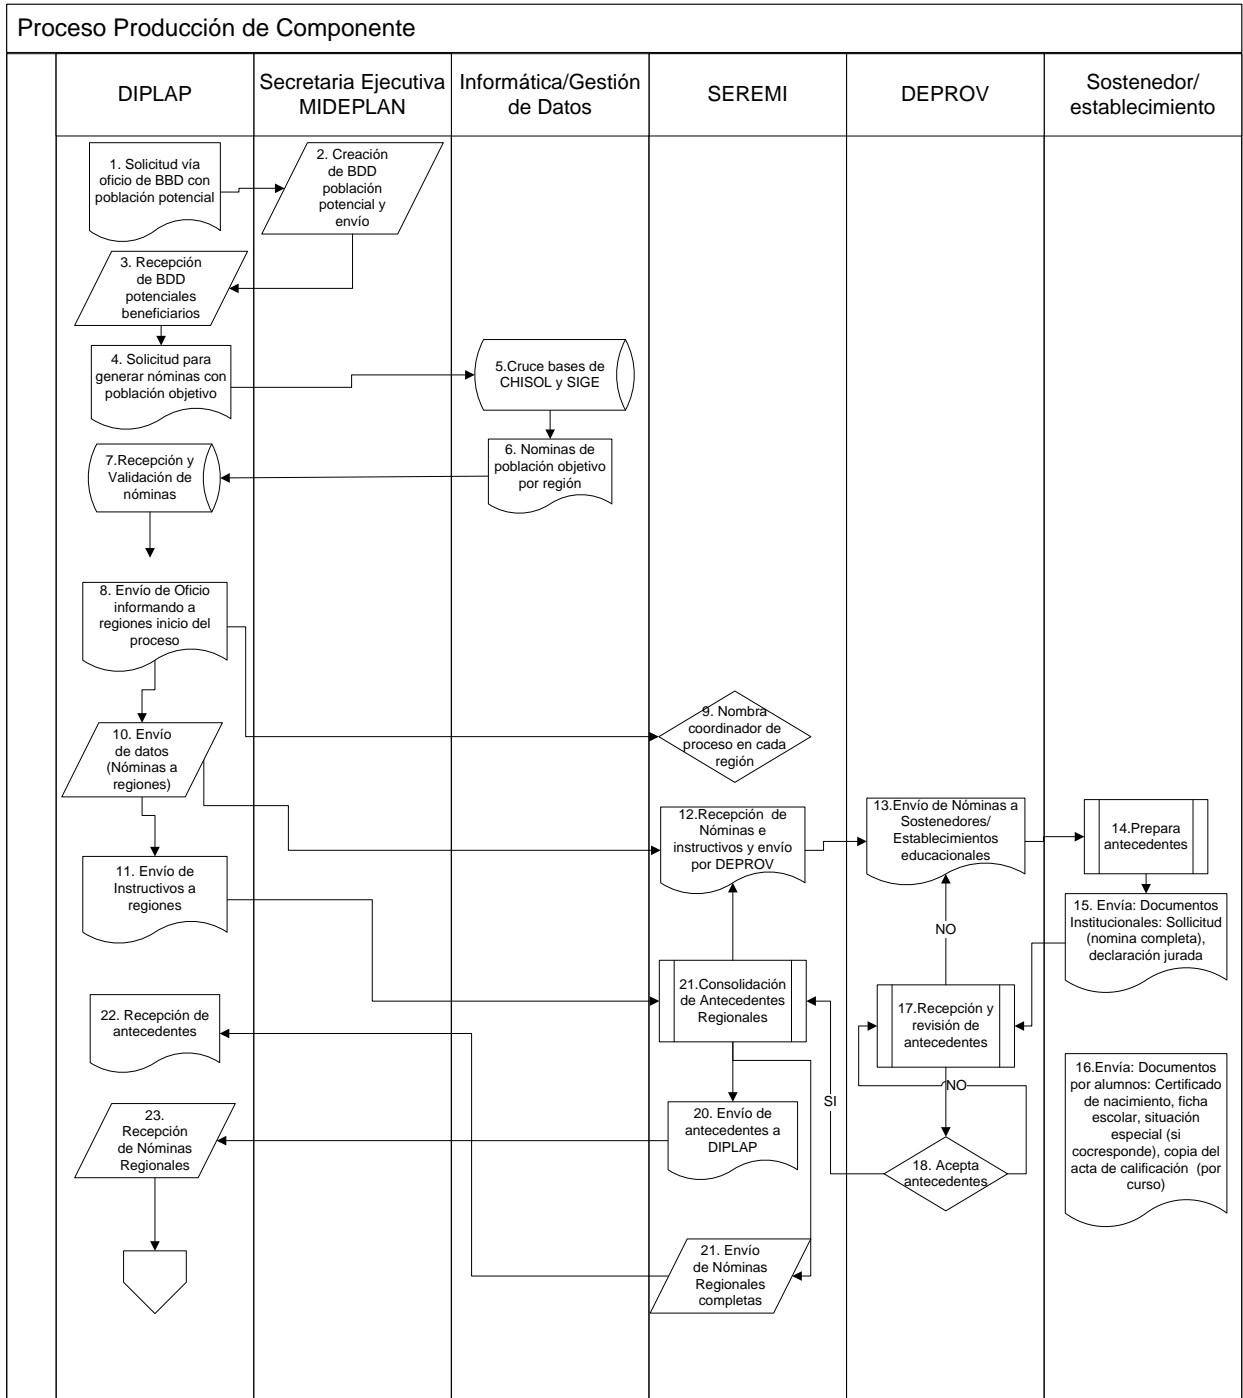 Proceso Producción de Componente
DIPLAP
Secretaria Ejecutiva
MIDEPLAN
Informática/Gestión
de Datos
SEREMI
DEPROV
Sostenedor/
establecimiento
1. Solicitud vía
oficio de BBD con
población potencial
2. Creación
de BDD
población
potencial y
envío
3. Recepción
de BDD
potenciales
beneficiarios
4. Solicitud para
generar nóminas con
población objetivo
5.Cruce bases de
CHISOL y SIGE
6. Nominas de
población objetivo
por región
7.Recepción y
Validación de
nóminas
8. Envío de Oficio
informando a
regiones inicio del
proceso
9. Nombra
coordinador de
proceso en cada
región
10. Envío
de datos
(Nóminas a
regiones)
11. Envío de
Instructivos a
regiones
12.Recepción de
Nóminas e
instructivos y envío
por DEPROV
13.Envío de Nóminas a
Sostenedores/
Establecimientos
educacionales
14.Prepara
antecedentes
15. Envía: Documentos
Institucionales: Sollicitud
(nomina completa),
declaración jurada
NO
21.Consolidación
de Antecedentes
Regionales
17.Recepción y
revisión de
antecedentes
22. Recepción de
antecedentes
16.Envía: Documentos
por alumnos: Certificado
de nacimiento, ficha
escolar, situación
especial (si
cocresponde), copia del
acta de calificación (por
curso)
NO
SI
23.
Recepción
de Nóminas
Regionales
20. Envío de
antecedentes a
DIPLAP
18. Acepta
antecedentes
21. Envío
de Nóminas
Regionales
completas